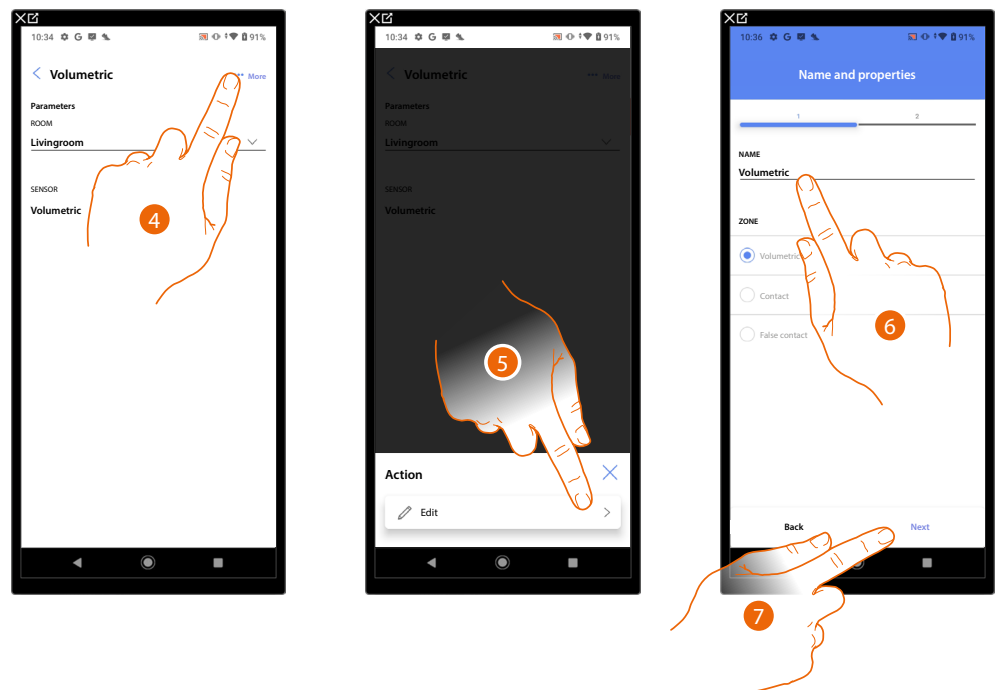 10:34
91%
Volumetric
More
Parameters
ROOM
Livingroom
SENSOR
Volumetric
4
10:34
91%
Volumetric
More
Parameters
ROOM
Livingroom
SENSOR
Volumetric
5
Action
Edit
10:36
91%
Name and properties
1 2
NAME
Volumetric
ZONE
Volumetric
Contact
False contact
6
Back Next
7